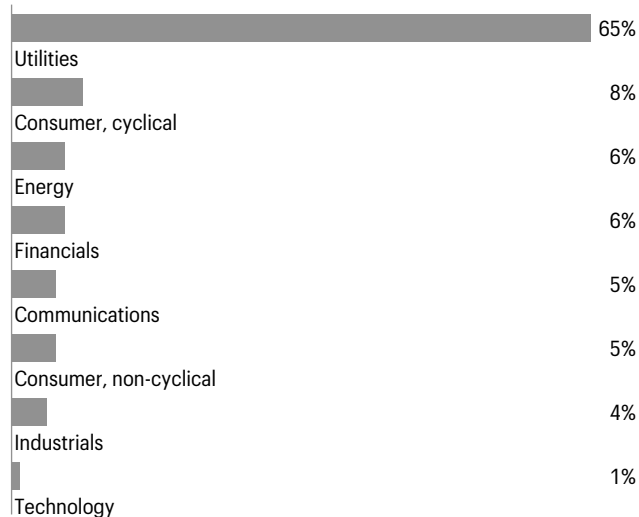 65%
Utilities
8%
Consumer, cyclical
6%
Energy
6%
Financials
5%
Communications
5%
Consumer, non-cyclical
4%
Industrials
1%
Technology